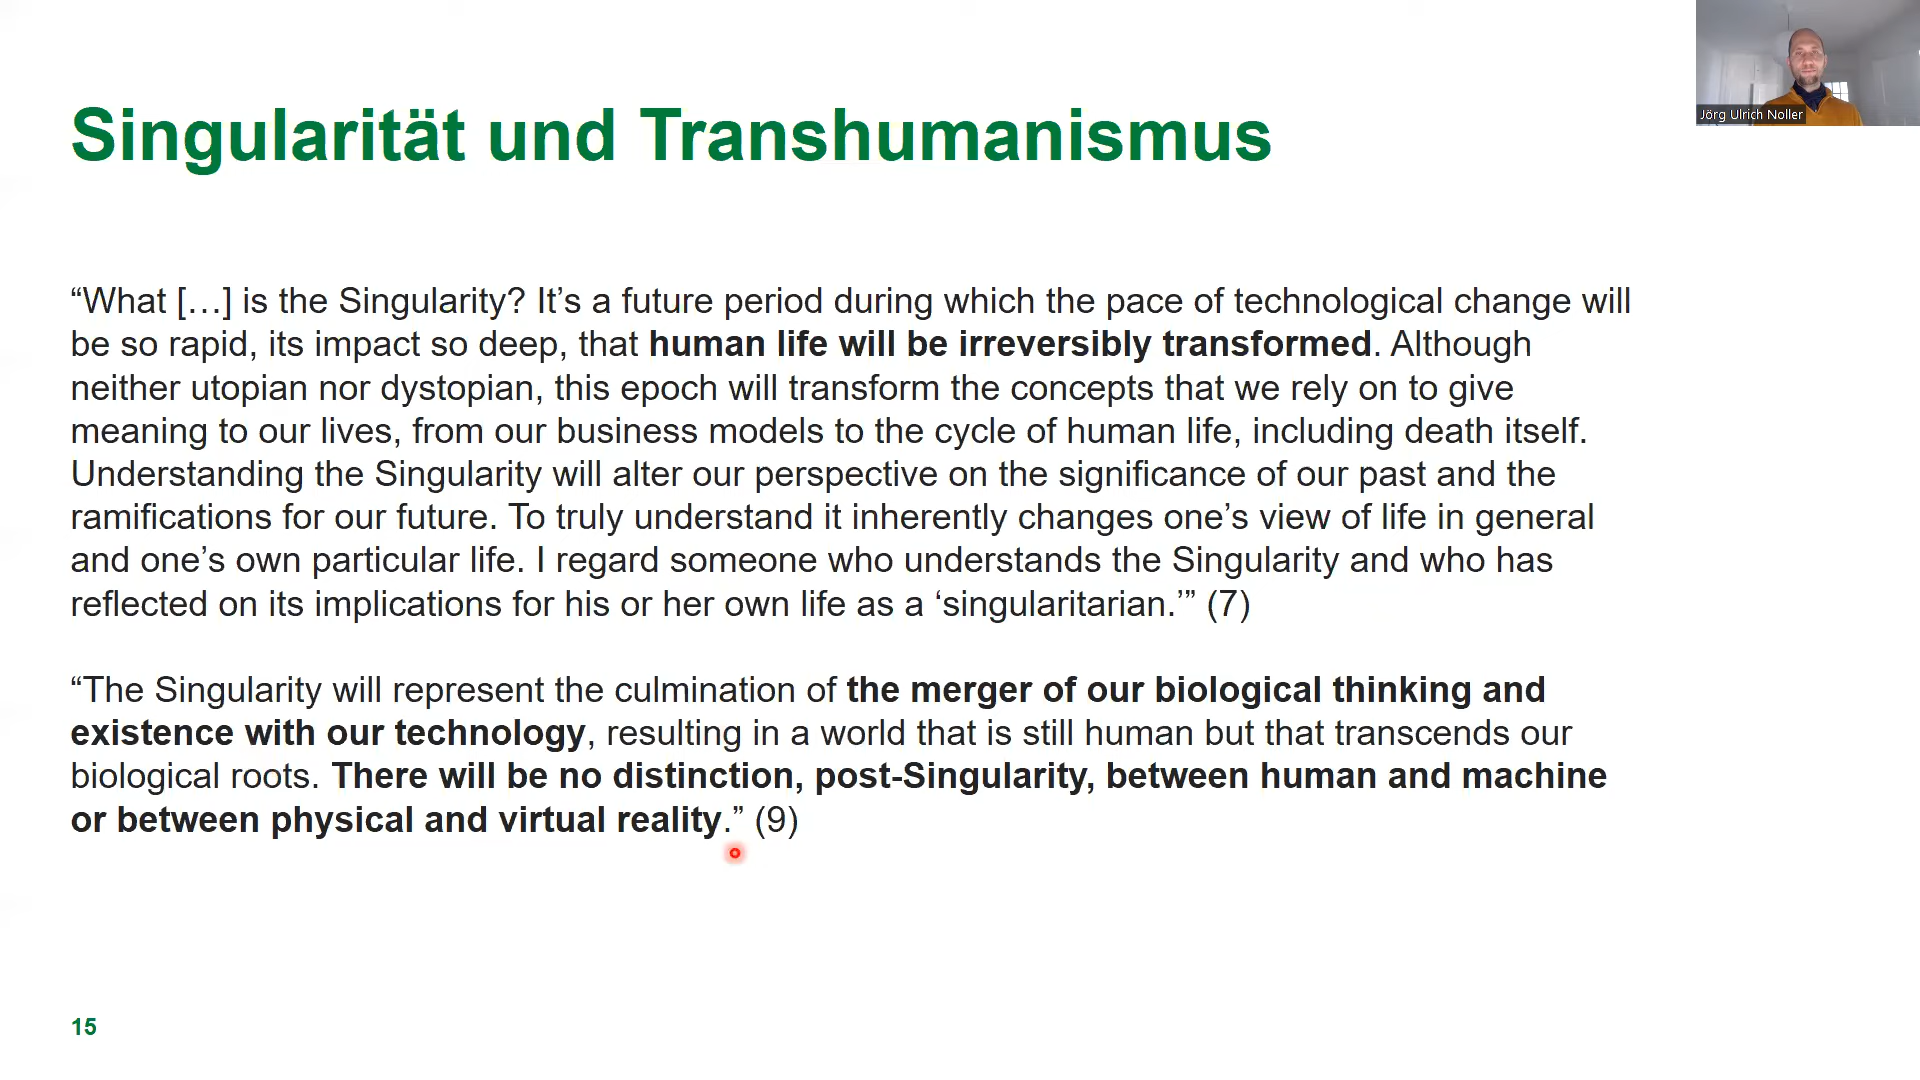 Singularität und Transhumanismus
Jörg Ulrich Noller
“What […] is the Singularity? It’s a future period during which the pace of technological change will
be so rapid, its impact so deep, that human life will be irreversibly transformed. Although
neither utopian nor dystopian, this epoch will transform the concepts that we rely on to give
meaning to our lives, from our business models to the cycle of human life, including death itself.
Understanding the Singularity will alter our perspective on the significance of our past and the
ramifications for our future. To truly understand it inherently changes one’s view of life in general
and one’s own particular life. I regard someone who understands the Singularity and who has
reflected on its implications for his or her own life as a ‘singularitarian.’” (7)
“The Singularity will represent the culmination of the merger of our biological thinking and
existence with our technology, resulting in a world that is still human but that transcends our
biological roots. There will be no distinction, post-Singularity, between human and machine
or between physical and virtual reality.” (9)
15